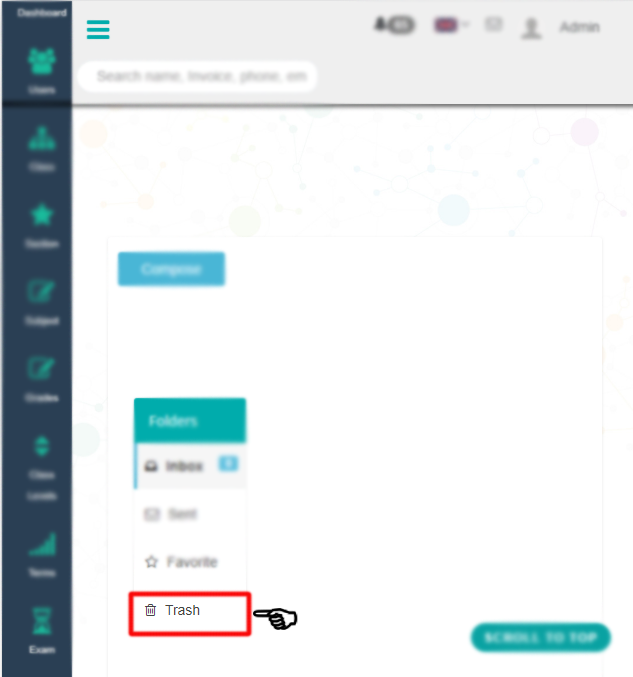 Dashboard
Admin
Users
Search name, Invoice, phone, em
Class
Section
Compose
Subject
Grades
Folders
Inbox
Class
Levels
Sent
Favorite
Terms
Trash
SCROLL TO TOP
Exam